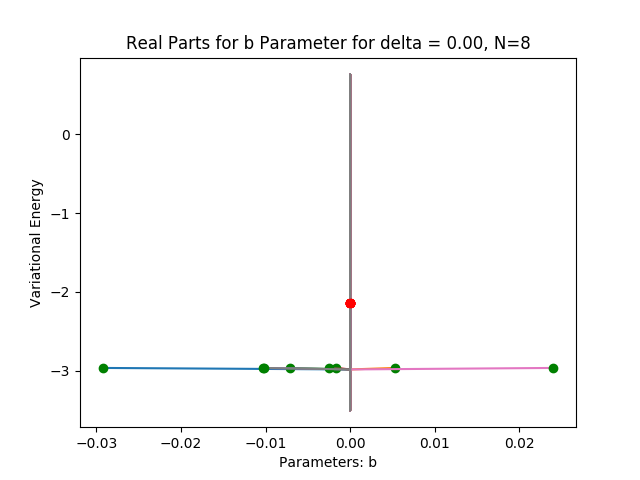 Real Parts for b Parameter for delta = 0.00, N=8
Variational Energy
0
−1
−2
−3
−0.03 −0.02 −0.01 0.00 0.01 0.02
Parameters: b